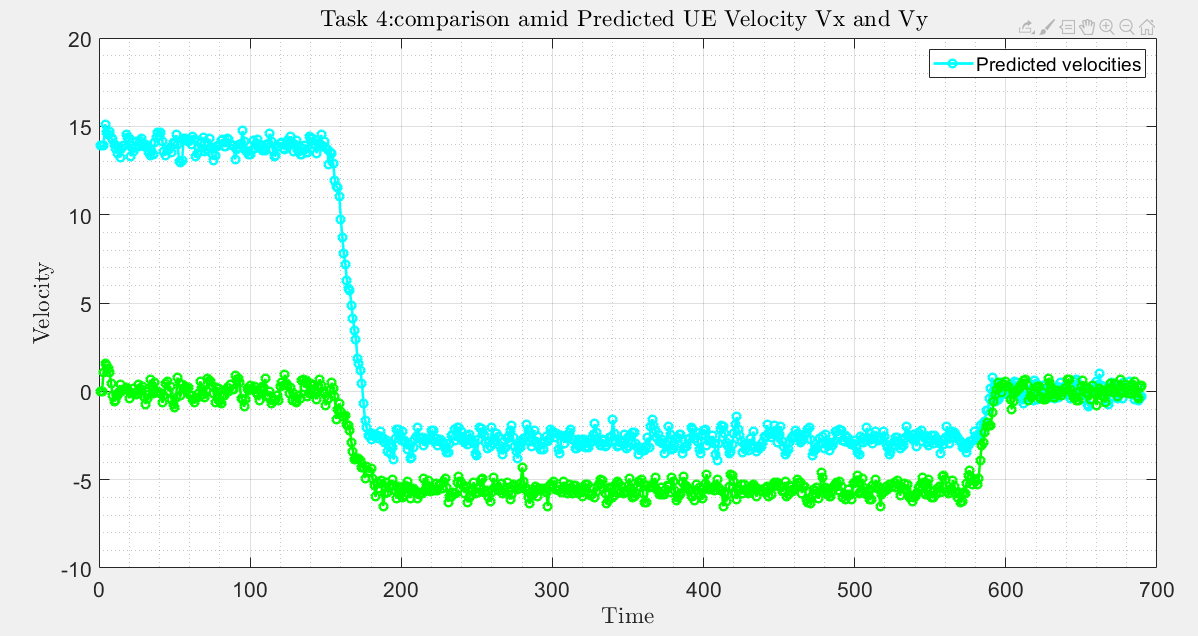 Task 4:comparison amid Predicted UE Velocity Vx and Vy
Predicted velocities
20
15
10
5
0
-5
-10
Velocity
0 100 200 300 400 500 600 700
Time